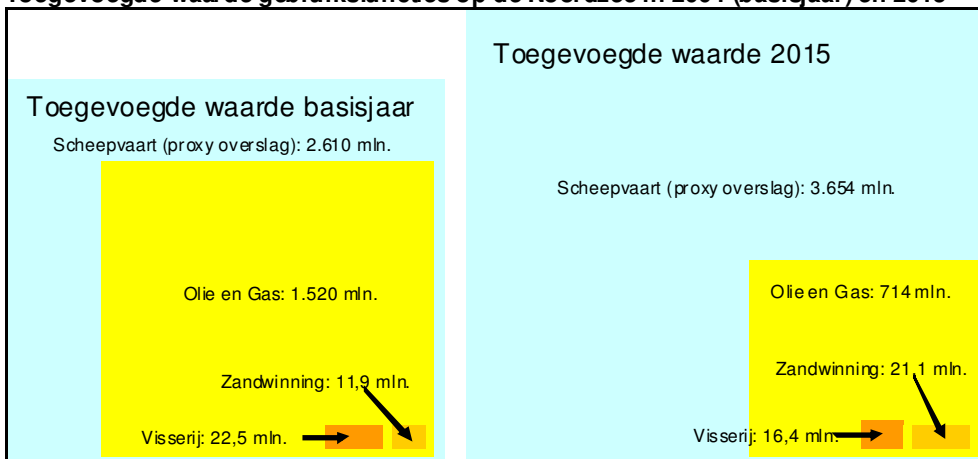 Toegevoegde waarde basisjaar
Scheepvaart (proxy overslag): 2.610 mln.
Olie en Gas: 1.520 mln.
Zandwinning: 11,9 mln.
Visserij: 22,5 mln.
Toegevoegde waarde 2015
Scheepvaart (proxy overslag): 3.654 mln.
Olie en Gas: 714 mln.
Zandwinning: 21,1 mln.
Visserij: 16,4 mln.